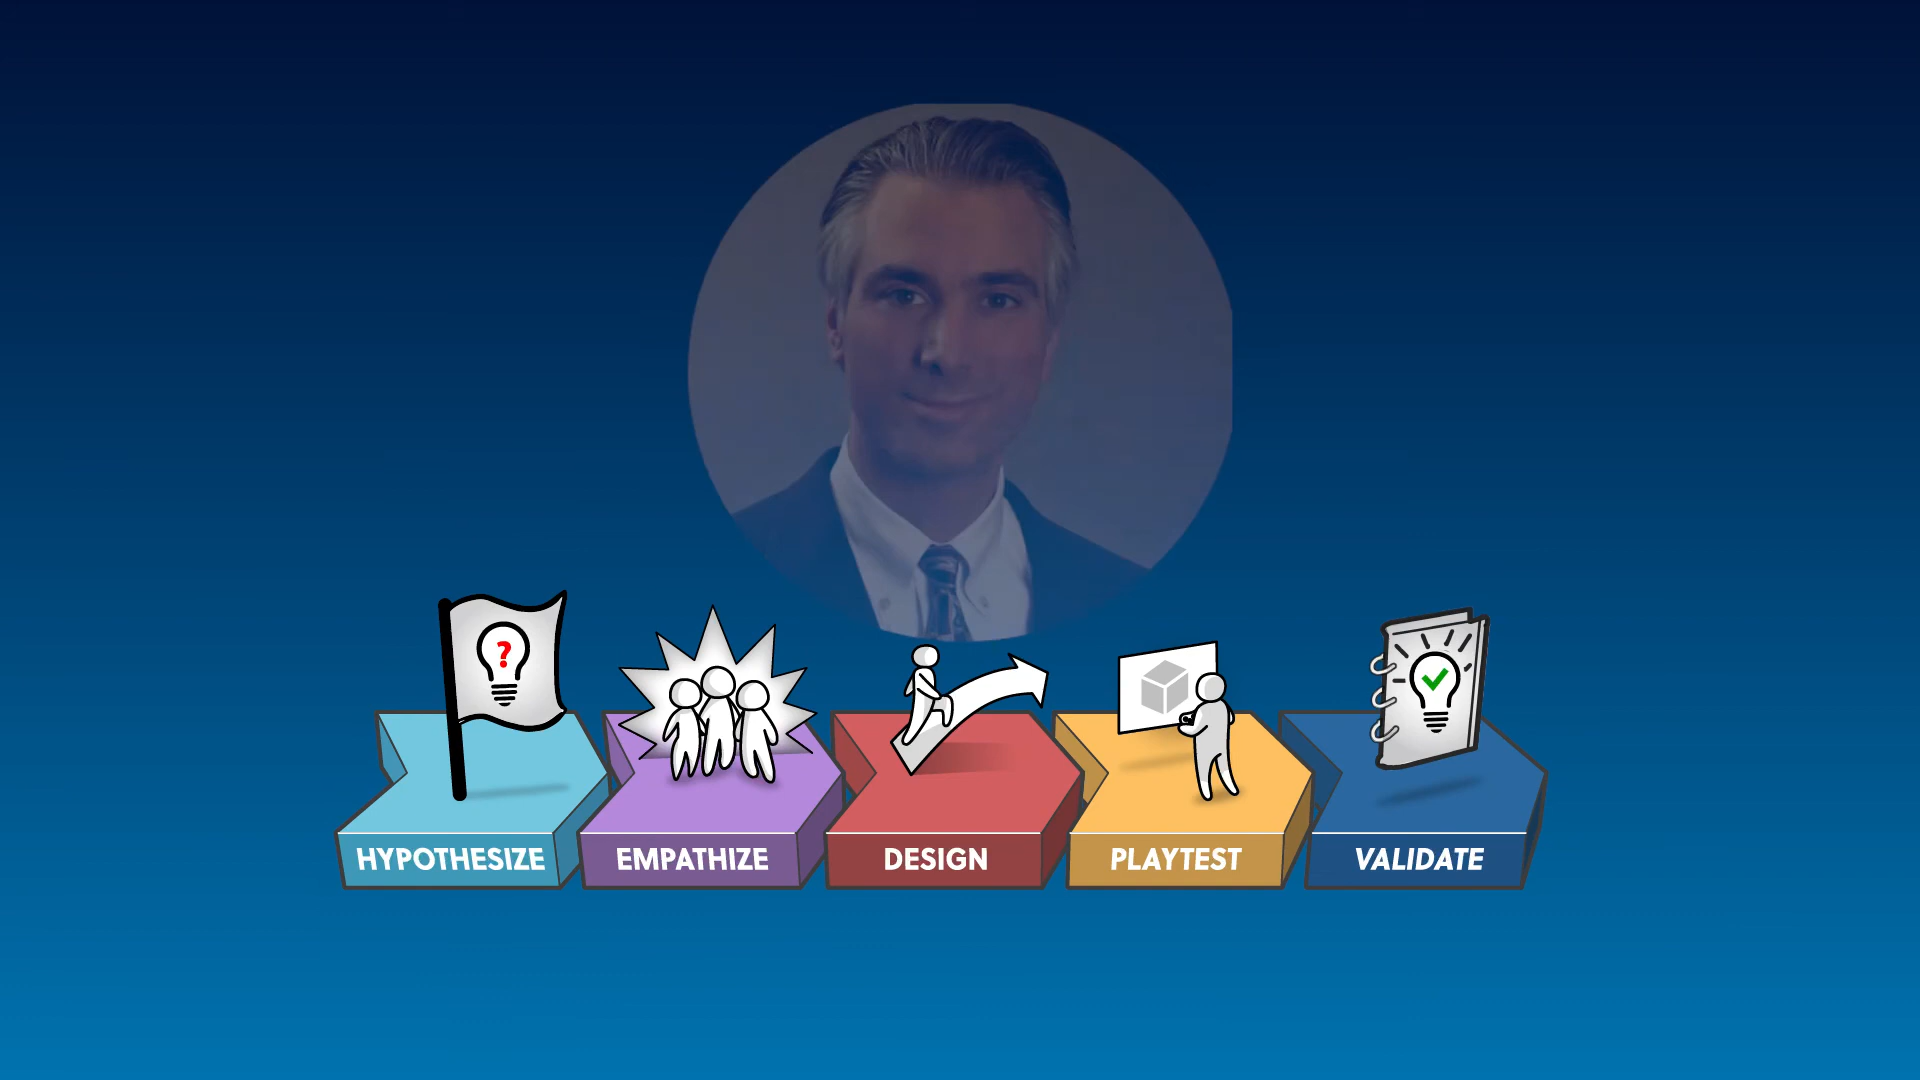 HYPOTHESIZE
EMPATHIZE
DESIGN
PLAYTEST
VALIDATE
?